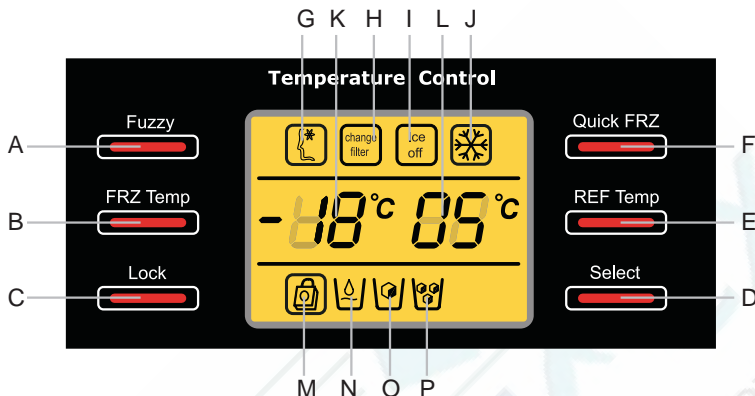 G K H I L J
Temperature Control
Fuzzy
Quick FRZ
change
filter
ice
off
A
F
FRZ Temp
REF Temp
-18°C 05°C
B
E
Lock
Select
C
D
M N O P